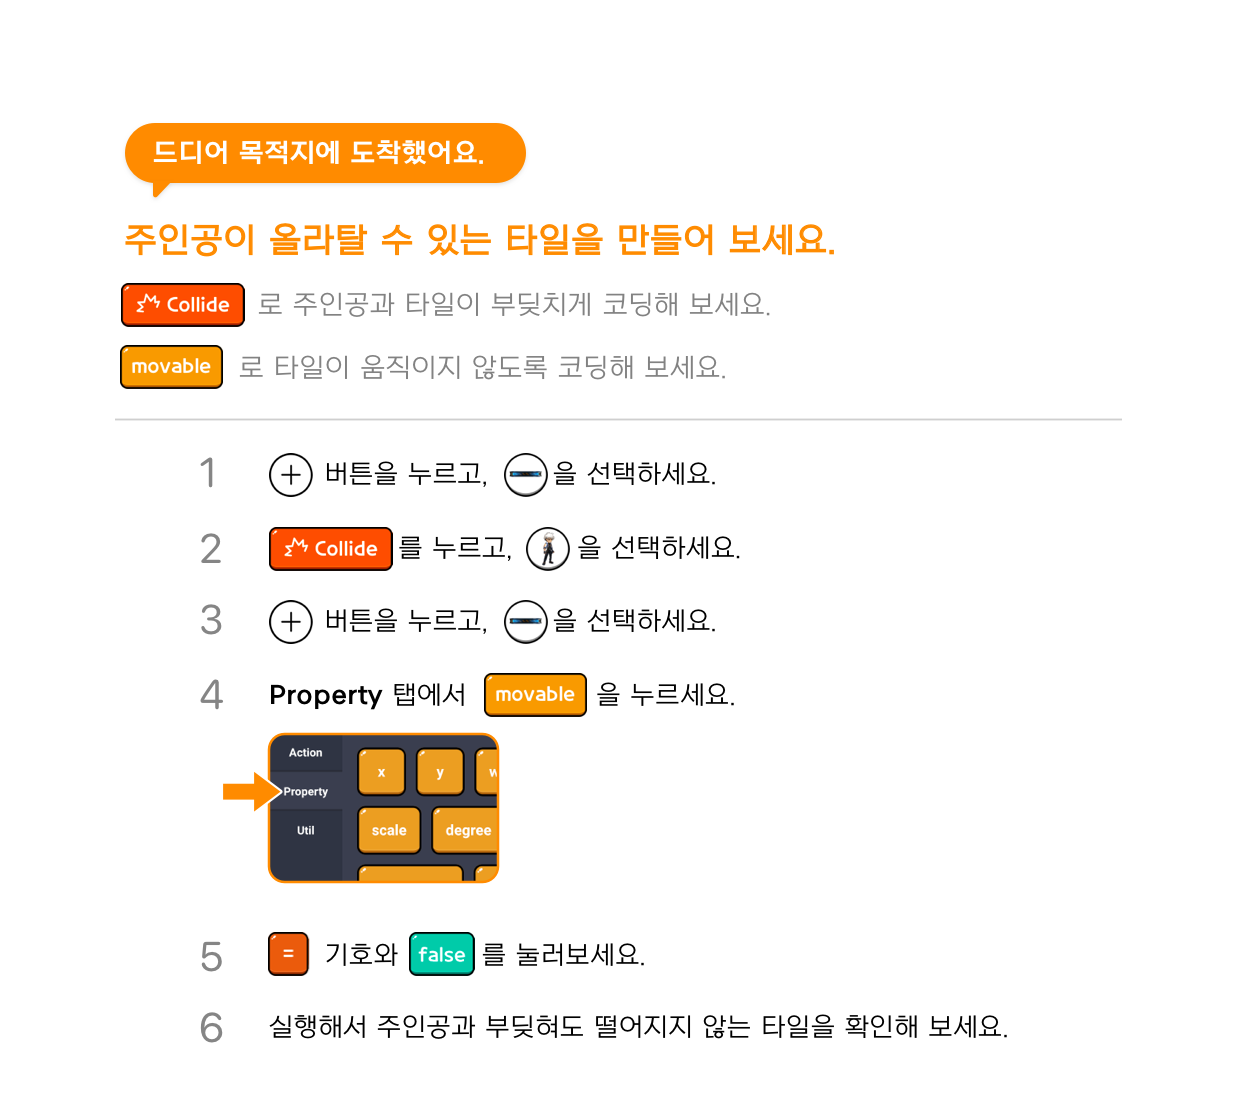 드디어 목적지에 도착했어요.
주인공이 올라탈 수 있는 타일을 만들어 보세요.
Collide 로 주인공과 타일이 부딪치게 코딩해 보세요.
movable 로 타일이 움직이지 않도록 코딩해 보세요.
1 버튼을 누르고, 을 선택하세요.
2 Collide 를 누르고, 을 선택하세요.
3 버튼을 누르고, 을 선택하세요.
4 Property 탭에서 movable 을 누르세요.
Action
x y w
Property
Util
scale degree
5 = 기호와 false 를 눌러보세요.
6 실행해서 주인공과 부딪혀도 떨어지지 않는 타일을 확인해 보세요.